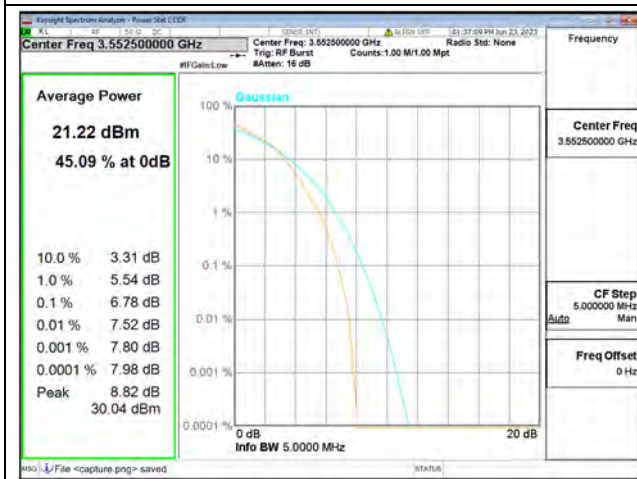 Keysight Spectrum Analyzer - Power Stat CCDF
RL RF 50 Ω DC SENSE:INT ALIGN OFF 01:37:09 PM Jun 23, 2023
Center Freq 3.552500000 GHz
Center Freq: 3.552500000 GHz
Radio Std: None
Trig: RF Burst
Counts:1.00 M/1.00 Mpt
#IFGain:Low
#Atten: 16 dB
Frequency
Average Power
21.22 dBm
45.09 % at 0dB
10.0 % 3.31 dB
1.0 % 5.54 dB
0.1 % 6.78 dB
0.01 % 7.52 dB
0.001 % 7.80 dB
0.0001 % 7.98 dB
Peak 8.82 dB
30.04 dBm
Gaussian
100 %
10 %
1 %
0.1 %
0.01 %
0.001 %
0.0001 %
0 dB
20 dB
Info BW 5.0000 MHz
Center Freq
3.552500000 GHz
CF Step
5.000000 MHz
Auto Man
Freq Offset
0 Hz
MSG File <capture.png> saved
STATUS